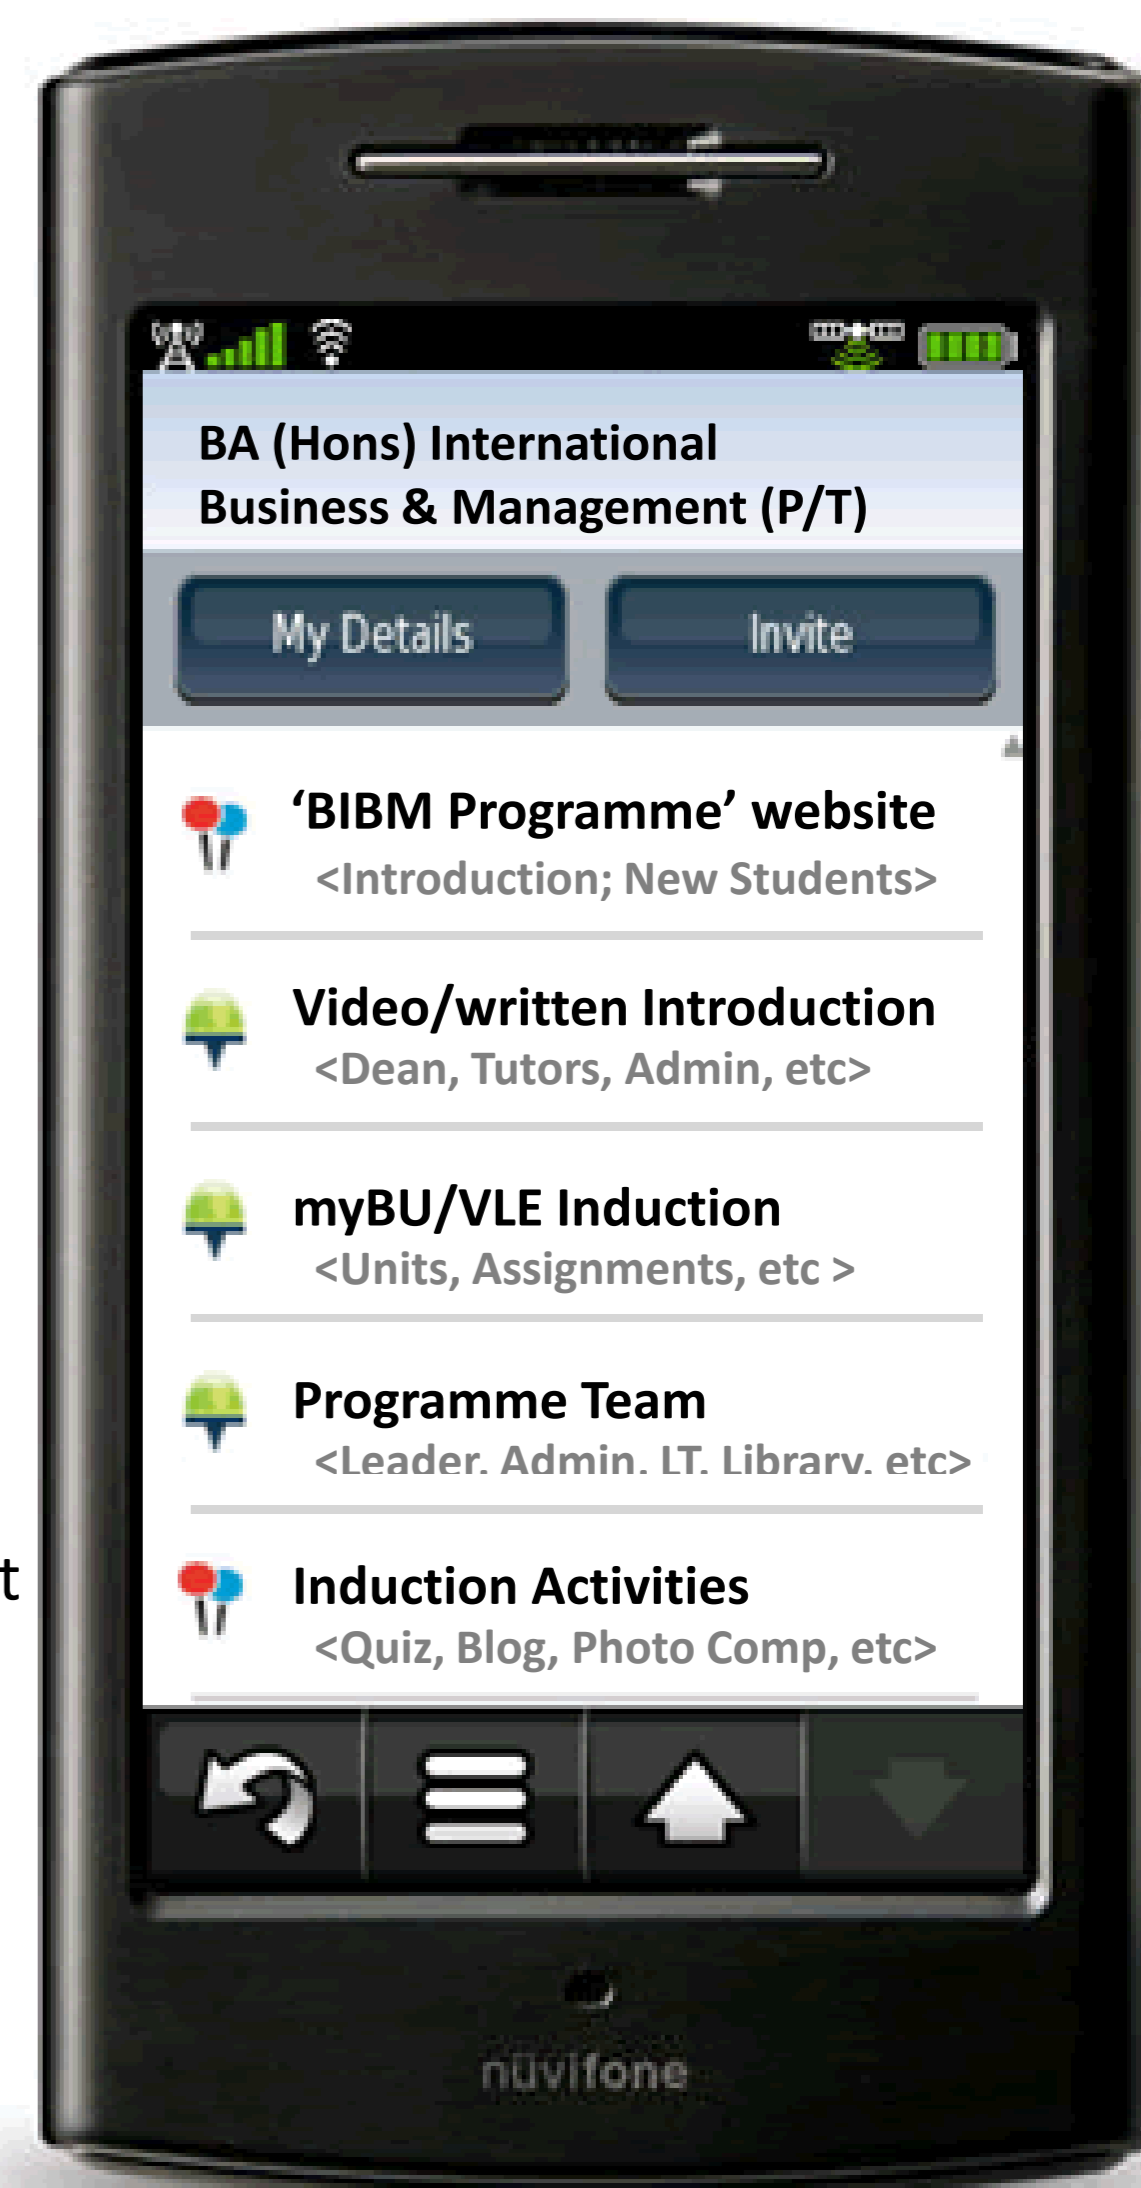 BA (Hons) International
Business & Management (P/T)
My Details
Invite
‘BIBM Programme’ website
<Introduction; New Students>
Video/written Introduction
<Dean, Tutors, Admin, etc>
myBU/VLE Induction
<Units, Assignments, etc >
Programme Team
<Leader, Admin, LT, Library, etc>
t
Induction Activities
<Quiz, Blog, Photo Comp, etc>
nüvifone